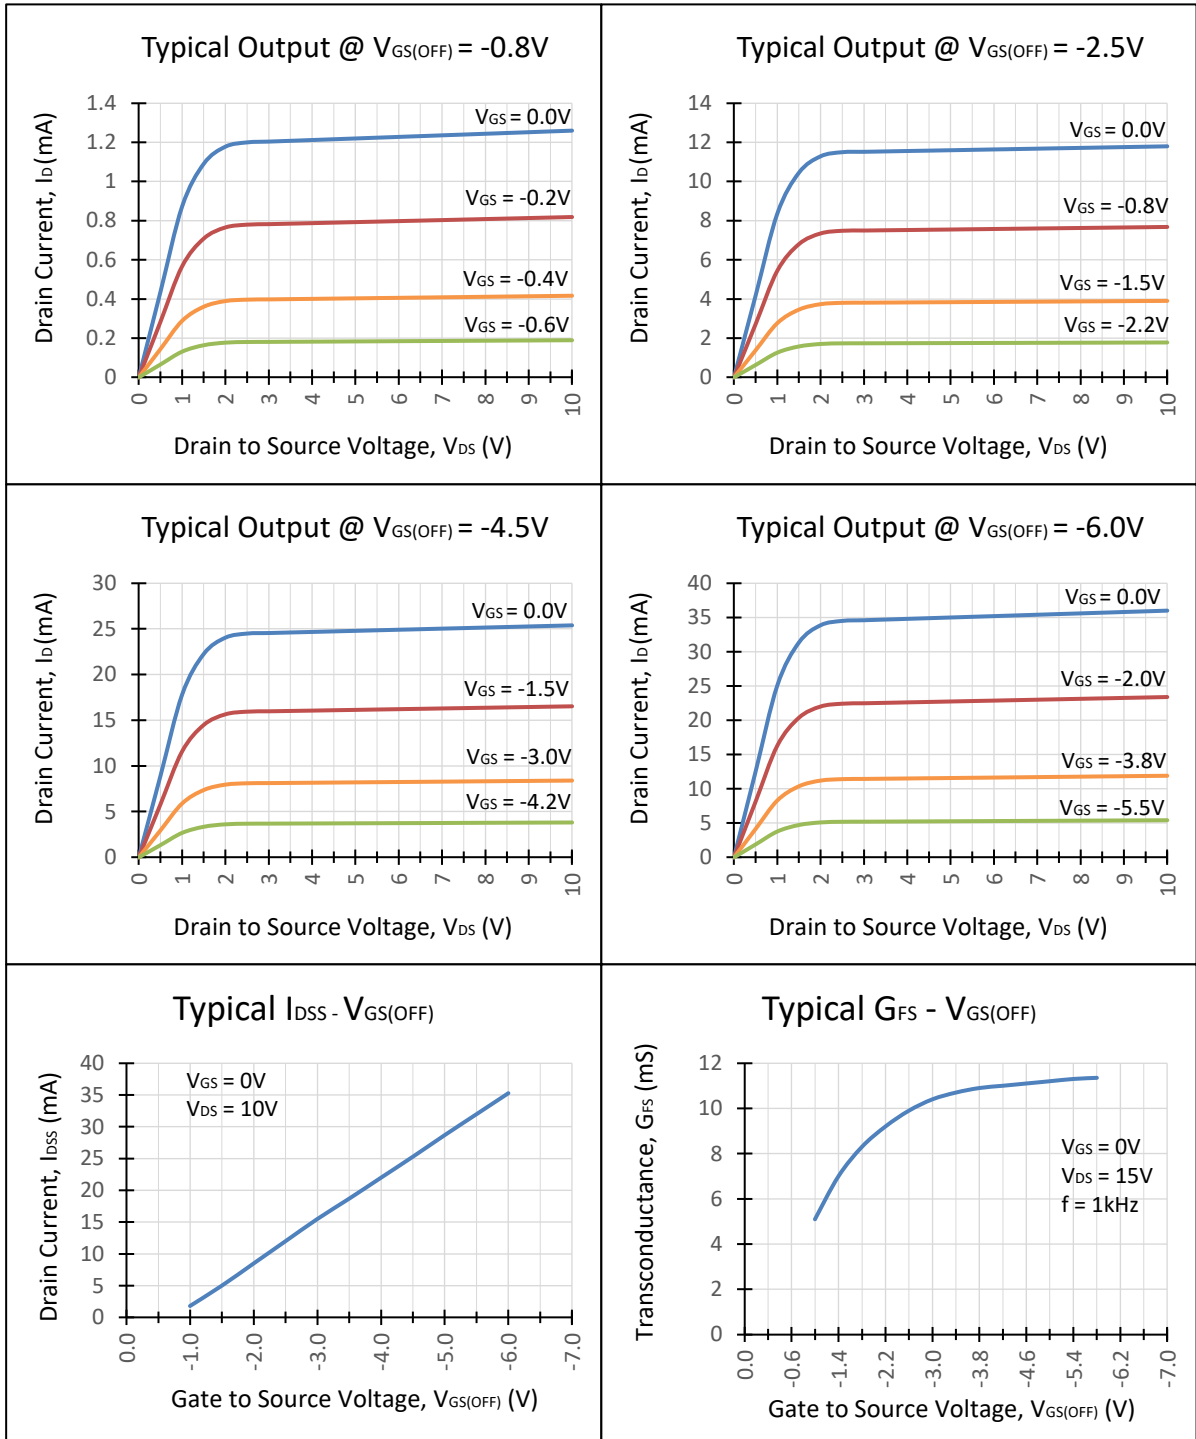 Typical Output @ VGS(OFF) = -0.8V
Drain Current, ID(mA)
1.4
1.2
1
0.8
0.6
0.4
0.2
0
VGS = 0.0V
VGS = -0.2V
VGS = -0.4V
VGS = -0.6V
0 1 2 3 4 5 6 7 8 9 10
Drain to Source Voltage, VDS (V)
Typical Output @ VGS(OFF) = -2.5V
Drain Current, ID(mA)
14
12
10
8
6
4
2
0
VGS = 0.0V
VGS = -0.8V
VGS = -1.5V
VGS = -2.2V
0 1 2 3 4 5 6 7 8 9 10
Drain to Source Voltage, VDS (V)
Typical Output @ VGS(OFF) = -4.5V
Drain Current, ID(mA)
30
25
20
15
10
5
0
VGS = 0.0V
VGS = -1.5V
VGS = -3.0V
VGS = -4.2V
0 1 2 3 4 5 6 7 8 9 10
Drain to Source Voltage, VDS (V)
Typical Output @ VGS(OFF) = -6.0V
Drain Current, ID(mA)
40
35
30
25
20
15
10
5
0
VGS = 0.0V
VGS = -2.0V
VGS = -3.8V
VGS = -5.5V
0 1 2 3 4 5 6 7 8 9 10
Drain to Source Voltage, VDS (V)
Typical IDSS - VGS(OFF)
Drain Current, IDSS (mA)
40
35
30
25
20
15
10
5
0
VGS = 0V
VDS = 10V
0.0 -1.0 -2.0 -3.0 -4.0 -5.0 -6.0 -7.0
Gate to Source Voltage, VGS(OFF) (V)
Typical GFS - VGS(OFF)
Transconductance, GFS (mS)
12
10
8
6
4
2
0
VGS = 0V
VDS = 15V
f = 1kHz
0.0 -0.6 -1.4 -2.2 -3.0 -3.8 -4.6 -5.4 -6.2 -7.0
Gate to Source Voltage, VGS(OFF) (V)